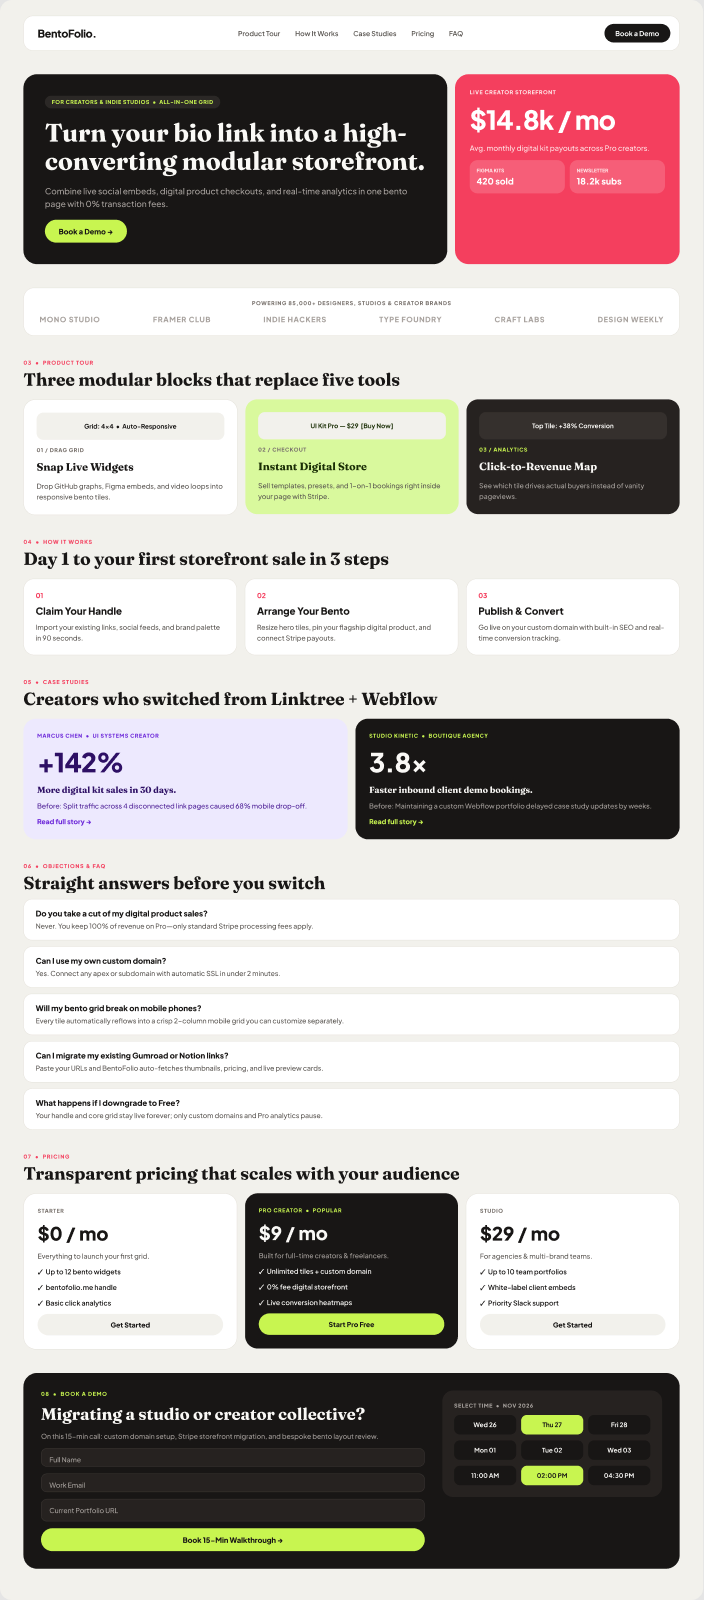 BentoFolio.
Product Tour
How It Works
Case Studies
Pricing
FAQ
Book a Demo
FOR CREATORS & INDIE STUDIOS • ALL-IN-ONE GRID
Turn your bio link into a high-
converting modular storefront.
Combine live social embeds, digital product checkouts, and real-time analytics in one bento
page with 0% transaction fees.
Book a Demo →
LIVE CREATOR STOREFRONT
$14.8k / mo
Avg. monthly digital kit payouts across Pro creators.
FIGMA KITS
420 sold
NEWSLETTER
18.2k subs
POWERING 85,000+ DESIGNERS, STUDIOS & CREATOR BRANDS
MONO STUDIO
FRAMER CLUB
INDIE HACKERS
TYPE FOUNDRY
CRAFT LABS
DESIGN WEEKLY
03 • PRODUCT TOUR
Three modular blocks that replace five tools
Grid: 4×4 • Auto-Responsive
01 / DRAG GRID
Snap Live Widgets
Drop GitHub graphs, Figma embeds, and video loops into
responsive bento tiles.
UI Kit Pro — $29 [Buy Now]
02 / CHECKOUT
Instant Digital Store
Sell templates, presets, and 1-on-1 bookings right inside
your page with Stripe.
Top Tile: +38% Conversion
03 / ANALYTICS
Click-to-Revenue Map
See which tile drives actual buyers instead of vanity
pageviews.
04 • HOW IT WORKS
Day 1 to your first storefront sale in 3 steps
01
Claim Your Handle
Import your existing links, social feeds, and brand palette
in 90 seconds.
02
Arrange Your Bento
Resize hero tiles, pin your flagship digital product, and
connect Stripe payouts.
03
Publish & Convert
Go live on your custom domain with built-in SEO and real-
time conversion tracking.
05 • CASE STUDIES
Creators who switched from Linktree + Webflow
MARCUS CHEN • UI SYSTEMS CREATOR
+142%
More digital kit sales in 30 days.
Before: Split traffic across 4 disconnected link pages caused 68% mobile drop-off.
Read full story →
STUDIO KINETIC • BOUTIQUE AGENCY
3.8×
Faster inbound client demo bookings.
Before: Maintaining a custom Webflow portfolio delayed case study updates by weeks.
Read full story →
06 • OBJECTIONS & FAQ
Straight answers before you switch
Do you take a cut of my digital product sales?
Never. You keep 100% of revenue on Pro—only standard Stripe processing fees apply.
Can I use my own custom domain?
Yes. Connect any apex or subdomain with automatic SSL in under 2 minutes.
Will my bento grid break on mobile phones?
Every tile automatically reflows into a crisp 2-column mobile grid you can customize separately.
Can I migrate my existing Gumroad or Notion links?
Paste your URLs and BentoFolio auto-fetches thumbnails, pricing, and live preview cards.
What happens if I downgrade to Free?
Your handle and core grid stay live forever; only custom domains and Pro analytics pause.
07 • PRICING
Transparent pricing that scales with your audience
STARTER
$0 / mo
Everything to launch your first grid.
✓ Up to 12 bento widgets
✓ bentofolio.me handle
✓ Basic click analytics
Get Started
PRO CREATOR • POPULAR
$9 / mo
Built for full-time creators & freelancers.
✓ Unlimited tiles + custom domain
✓ 0% fee digital storefront
✓ Live conversion heatmaps
Start Pro Free
STUDIO
$29 / mo
For agencies & multi-brand teams.
✓ Up to 10 team portfolios
✓ White-label client embeds
✓ Priority Slack support
Get Started
08 • BOOK A DEMO
Migrating a studio or creator collective?
On this 15-min call: custom domain setup, Stripe storefront migration, and bespoke bento layout review.
Full Name
Work Email
Current Portfolio URL
Book 15-Min Walkthrough →
SELECT TIME • NOV 2026
Wed 26
Thu 27
Fri 28
Mon 01
Tue 02
Wed 03
11:00 AM
02:00 PM
04:30 PM